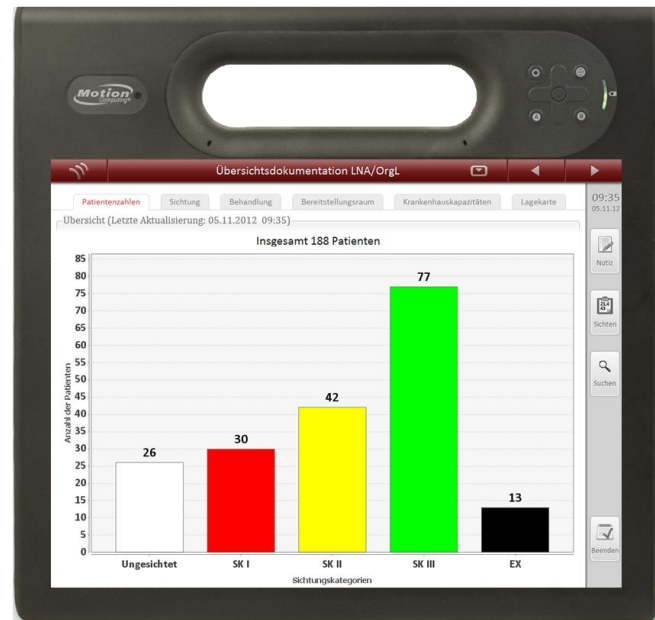 Motion
Computing®
Übersichtsdokumentation LNA/OrgL
Patientenzahlen Sichtung Behandlung Bereitstellungsraum Krankenhauskapazitäten Lagekarte
09:35
05.11.12
Übersicht (Letzte Aktualisierung: 05.11.2012 09:35)
Insgesamt 188 Patienten
Notiz
Sichten
Suchen
Beenden
Anzahl der Patienten
85
80
75
70
65
60
55
50
45
40
35
30
25
20
15
10
5
0
26
30
42
77
13
Ungesichtet SK I SK II SK III EX
Sichtungskategorien
A
B